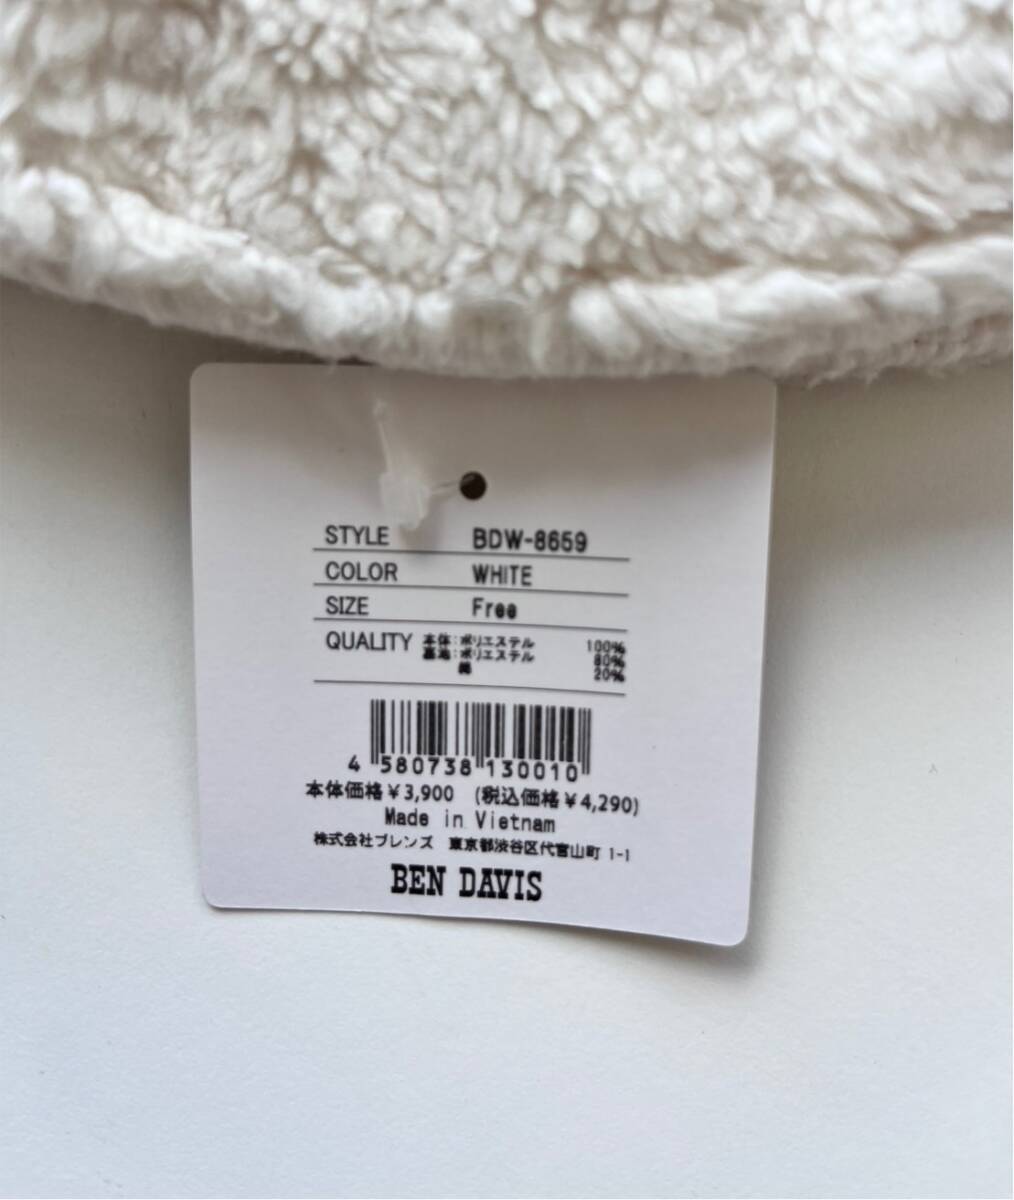 STYLE BDW-8659
COLOR WHITE
SIZE Free
QUALITY 本体:ポリエステル 100%
裏地:ポリエステル 80%
綿 20%
4 580738 130010
本体価格¥3,900 (税込価格¥4,290)
Made in Vietnam
株式会社ブレンズ 東京都渋谷区代官山町 1-1
BEN DAVIS